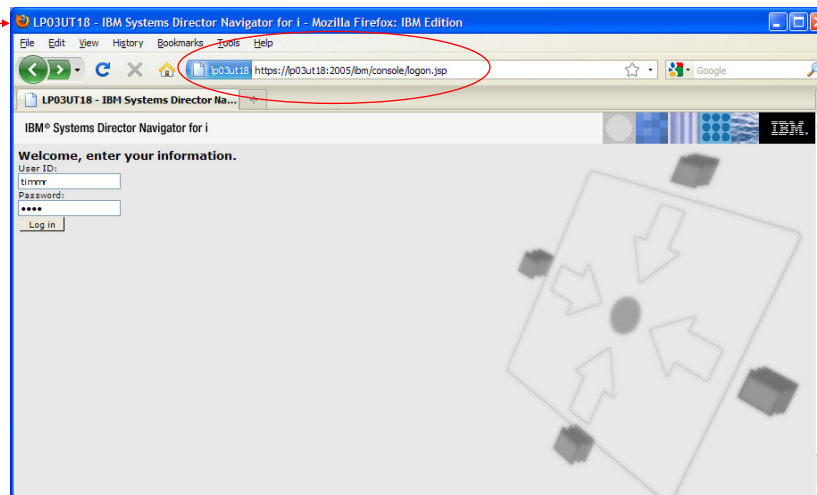 LP03UT18 - IBM Systems Director Navigator for i - Mozilla Firefox: IBM Edition
File Edit View History Bookmarks Tools Help
lp03ut18 https://lp03ut18:2005/ibm/console/logon.jsp Google
LP03UT18 - IBM Systems Director Na...
IBM® Systems Director Navigator for i IBM.
Welcome, enter your information.
User ID:
timmr
Password:
••••
Log in